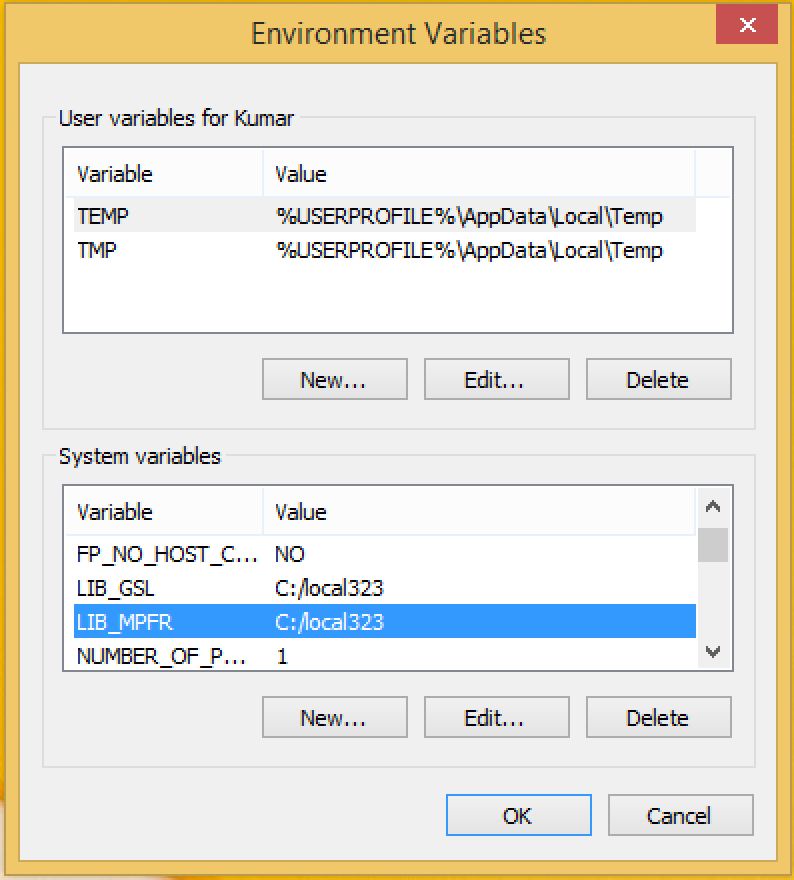 Environment Variables
User variables for Kumar
Variable Value
TEMP %USERPROFILE%\AppData\Local\Temp
TMP %USERPROFILE%\AppData\Local\Temp
New... Edit... Delete
System variables
Variable Value
FP_NO_HOST_C... NO
LIB_GSL C:/local323
LIB_MPFR C:/local323
NUMBER_OF_P... 1
New... Edit... Delete
OK Cancel